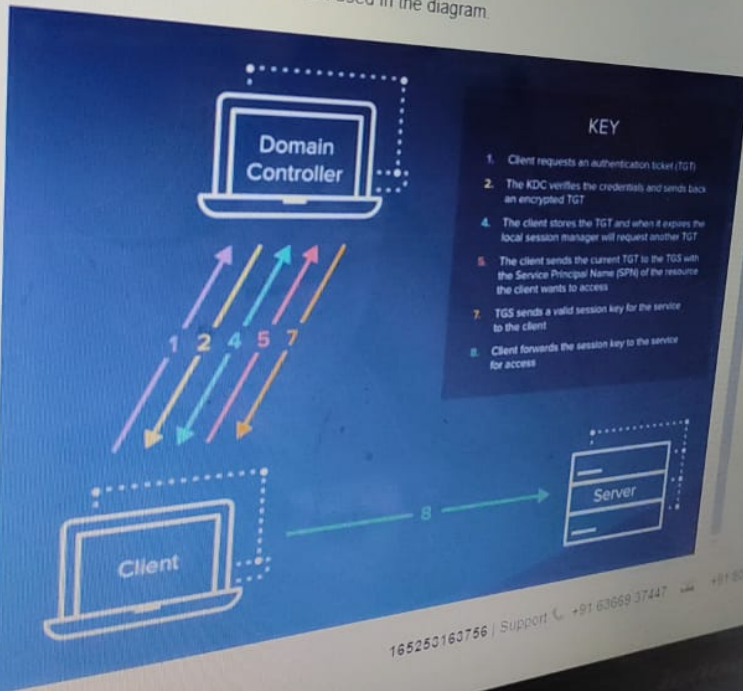 in the diagram.
Domain
Controller
KEY
1. Client requests an authentication ticket (TGT)
2. The KDC verifies the credentials and sends back
an encrypted TGT
4. The client stores the TGT and when it expires the
local session manager will request another TGT
5. The client sends the current TGT to the TGS with
the Service Principal Name (SPN) of the resource
the client wants to access
7. TGS sends a valid session key for the service
to the client
8. Client forwards the session key to the service
for access
1 2 4 5 7
Server
8
Client
165253163756 | Support +91 63669 37447